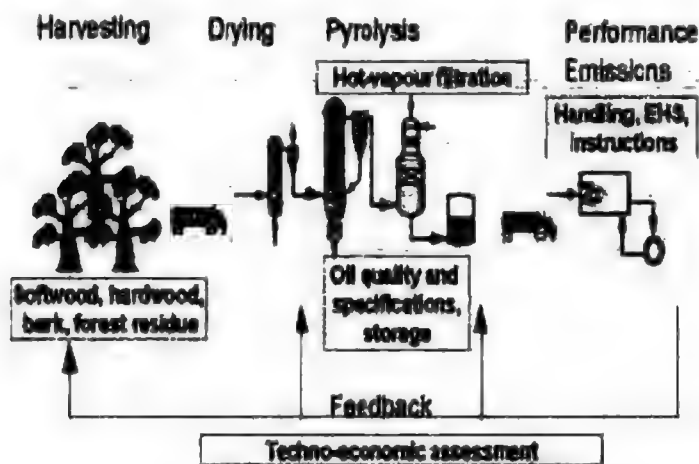 Harvesting Drying Pyrolysis Performance
Emissions
Hot-vapour filtration
Handling, EHS,
instructions
Softwood, hardwood,
bark, forest residue
Oil quality and
specifications,
storage
Feedback
Techno-economic assessment